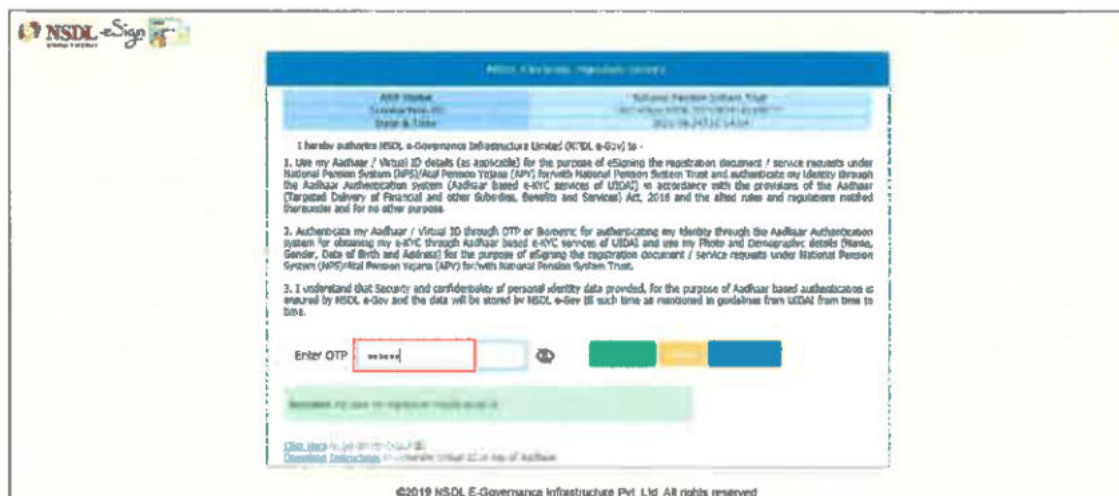 NSDL eSign
National Pension System Trust
Date & Time
I hereby authorize NSDL e-Governance Infrastructure Limited (NSDL e-Gov) to -
1. Use my Aadhaar / Virtual ID details (as applicable) for the purpose of eSigning the registration document / service requests under
National Pension System (NPS)/Atal Pension Yojana (APY) for/with National Pension System Trust and authenticate my identity through
the Aadhaar Authentication system (Aadhaar based e-KYC services of UIDAI) in accordance with the provisions of the Aadhaar
(Targeted Delivery of Financial and other Subsidies, Benefits and Services) Act, 2016 and the allied rules and regulations notified
thereunder and for no other purpose.
2. Authenticate my Aadhaar / Virtual ID through OTP or Biometric for authenticating my identity through the Aadhaar Authentication
system for obtaining my e-KYC through Aadhaar based e-KYC services of UIDAI and use my Photo and Demographic details (Name,
Gender, Date of Birth and Address) for the purpose of eSigning the registration document / service requests under National Pension
System (NPS)/Atal Pension Yojana (APY) for/with National Pension System Trust.
3. I understand that Security and confidentiality of personal identity data provided, for the purpose of Aadhaar based authentication is
ensured by NSDL e-Gov and the data will be stored by NSDL e-Gov till such time as mentioned in guidelines from UIDAI from time to
time.
Enter OTP
Click Here
Download Instructions
©2019 NSDL E-Governance Infrastructure Pvt. Ltd. All rights reserved